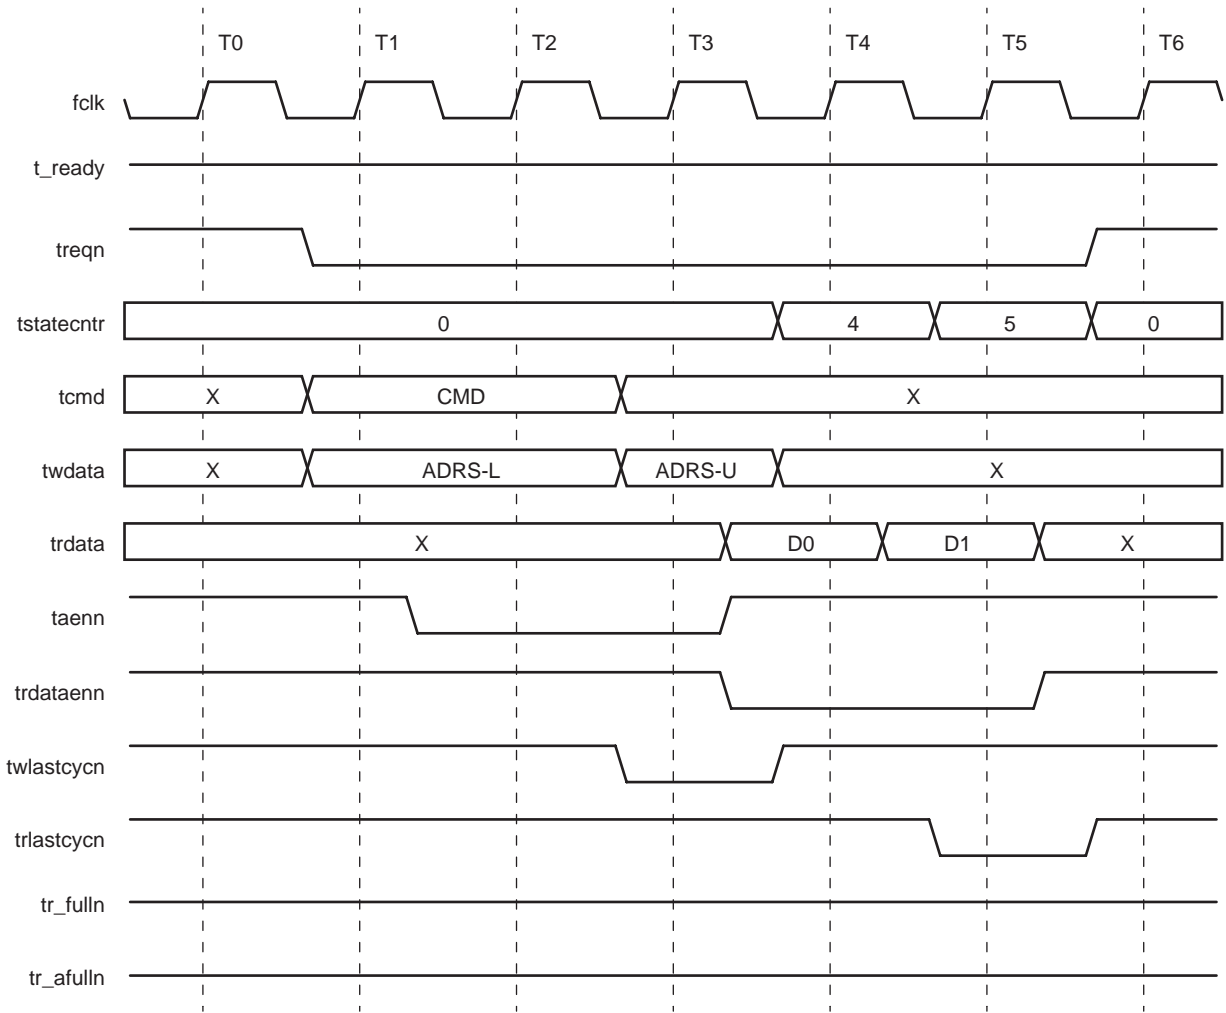 T0 T1 T2 T3 T4 T5 T6
fclk
t_ready
treqn
tstatecntr 0 4 5 0
tcmd X CMD X
twdata X ADRS-L ADRS-U X
trdata X D0 D1 X
taenn
trdataenn
twlastcycn
trlastcycn
tr_fulln
tr_afulln